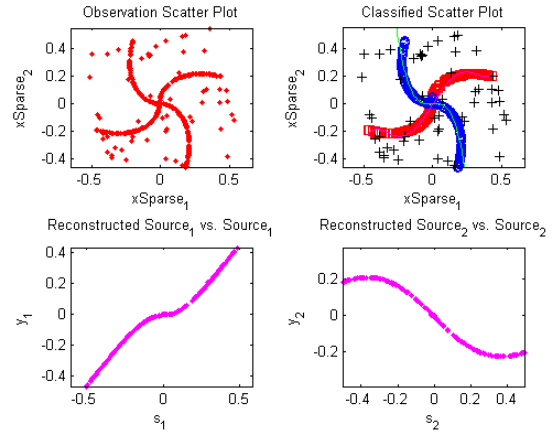 Observation Scatter Plot
0.4
0.2
0
-0.2
-0.4
-0.5
0
0.5
xSparse2
xSparse1
Classified Scatter Plot
0.4
0.2
0
-0.2
-0.4
-0.5
0
0.5
xSparse2
xSparse1
Reconstructed Source1 vs. Source1
0.4
0.2
0
-0.2
-0.4
-0.5
0
0.5
y1
s1
Reconstructed Source2 vs. Source2
0.4
0.2
0
-0.2
-0.4
-0.2
0
0.2
0.4
y2
s2